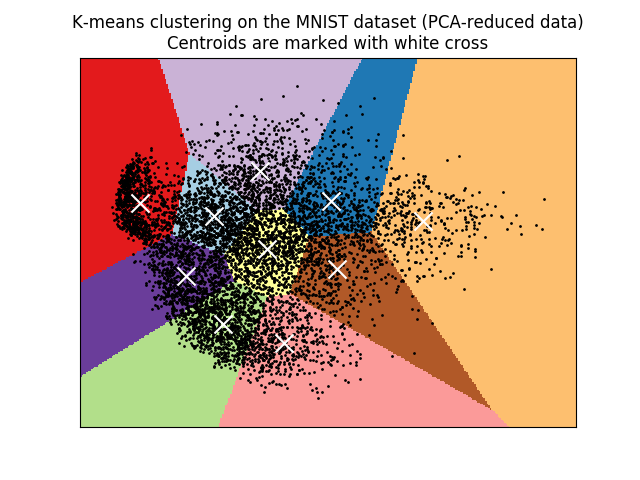 K-means clustering on the MNIST dataset (PCA-reduced data)
Centroids are marked with white cross